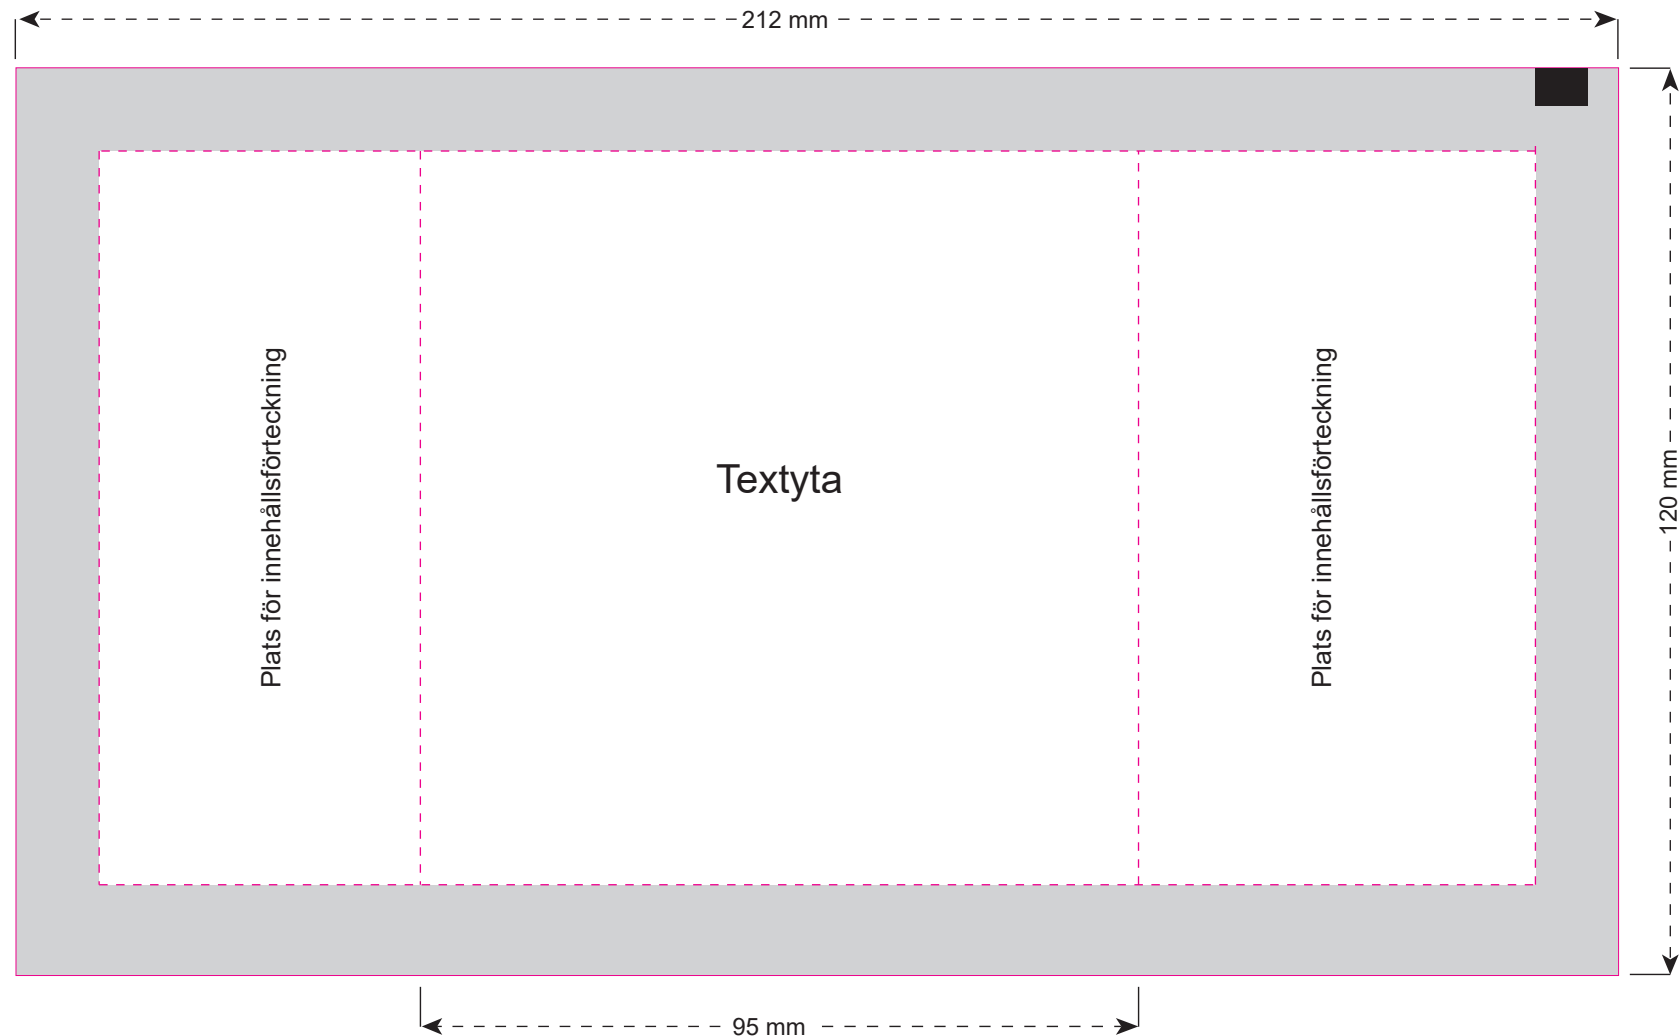 212 mm
Plats för innehållsförteckning
Textyta
Plats för innehållsförteckning
120 mm
95 mm